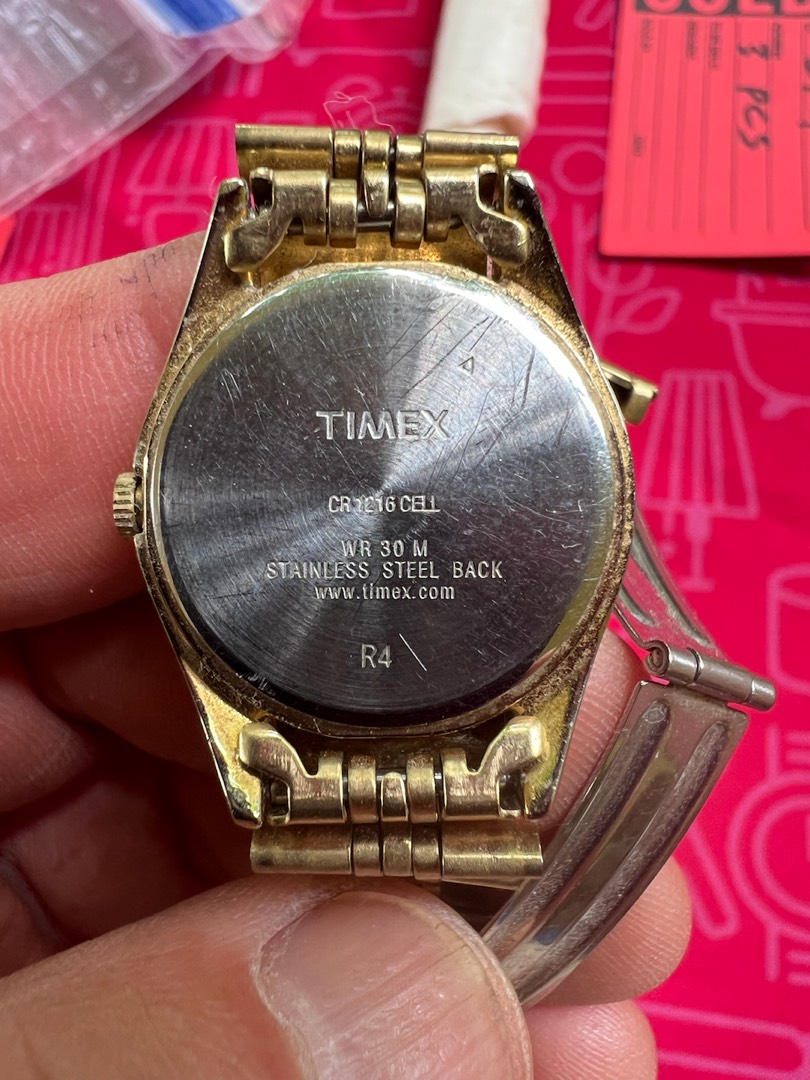 TIMEX
CR 1216 CELL
WR 30 M
STAINLESS STEEL BACK
www.timex.com
R4
3 PCS